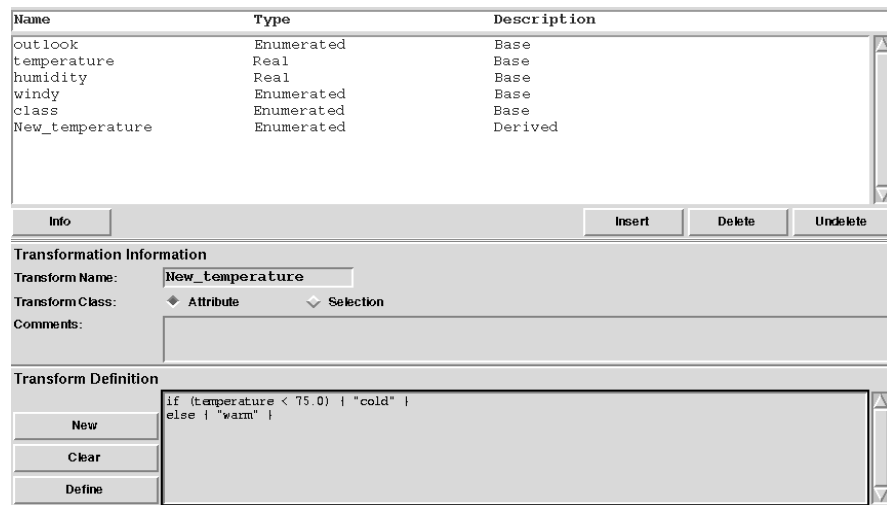 Name Type Description
outlook Enumerated Base
temperature Real Base
humidity Real Base
windy Enumerated Base
class Enumerated Base
New_temperature Enumerated Derived
Info Insert Delete Undelete
Transformation Information
Transform Name: New_temperature
Transform Class: Attribute Selection
Comments:
Transform Definition
if (temperature < 75.0) { "cold" }
else { "warm" }
New
Clear
Define